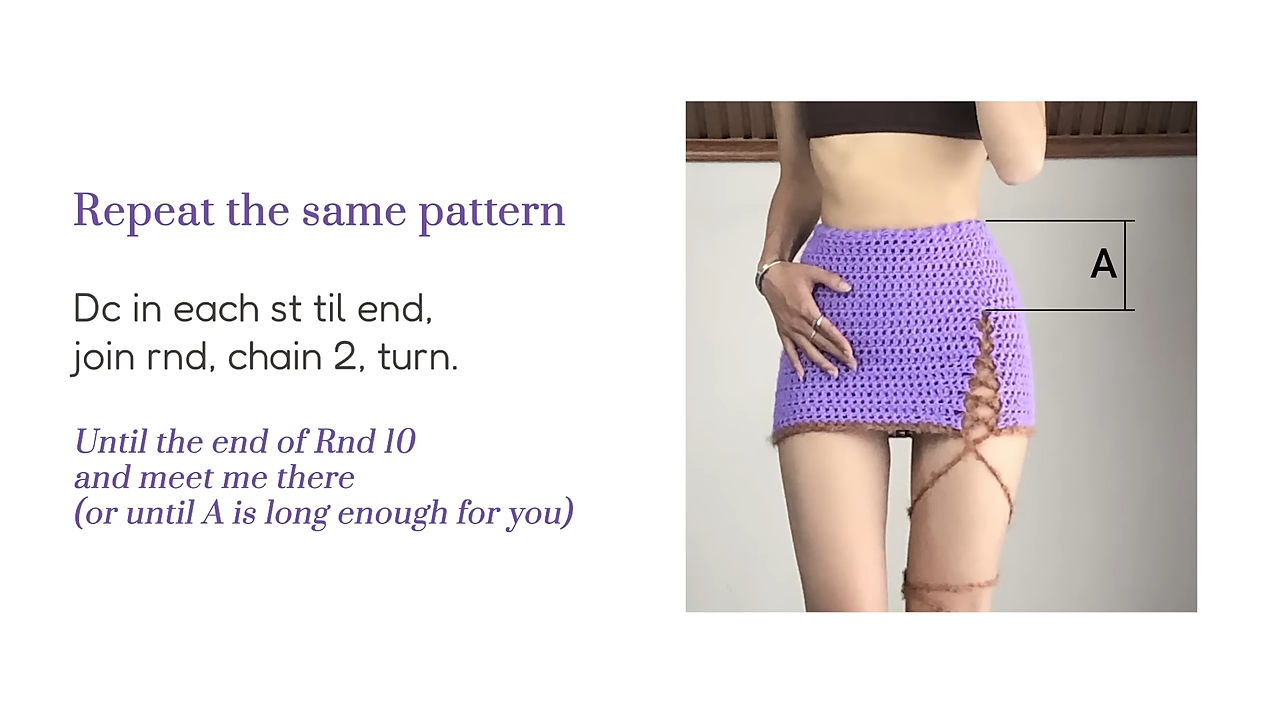 Repeat the same pattern
Dc in each st til end,
join rnd, chain 2, turn.
Until the end of Rnd 10
and meet me there
(or until A is long enough for you)
A